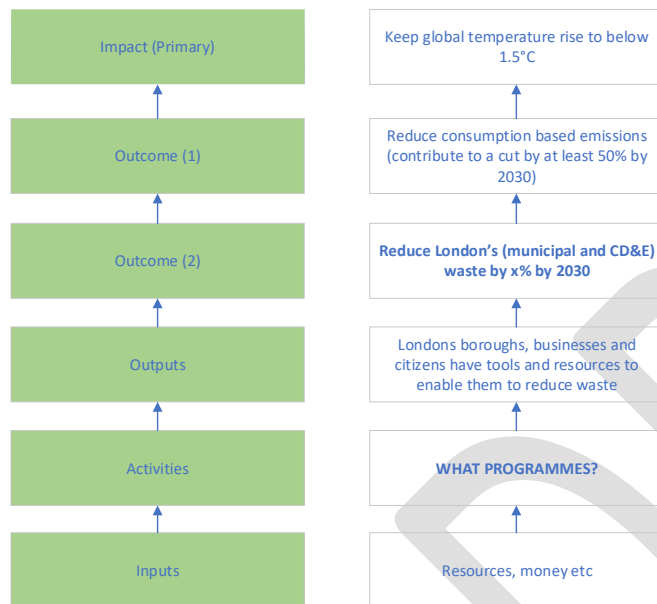 Impact (Primary)
Keep global temperature rise to below
1.5°C
Outcome (1)
Reduce consumption based emissions
(contribute to a cut by at least 50% by
2030)
Outcome (2)
Reduce London's (municipal and CD&E)
waste by x% by 2030
Outputs
Londons boroughs, businesses and
citizens have tools and resources to
enable them to reduce waste
Activities
WHAT PROGRAMMES?
Inputs
Resources, money etc